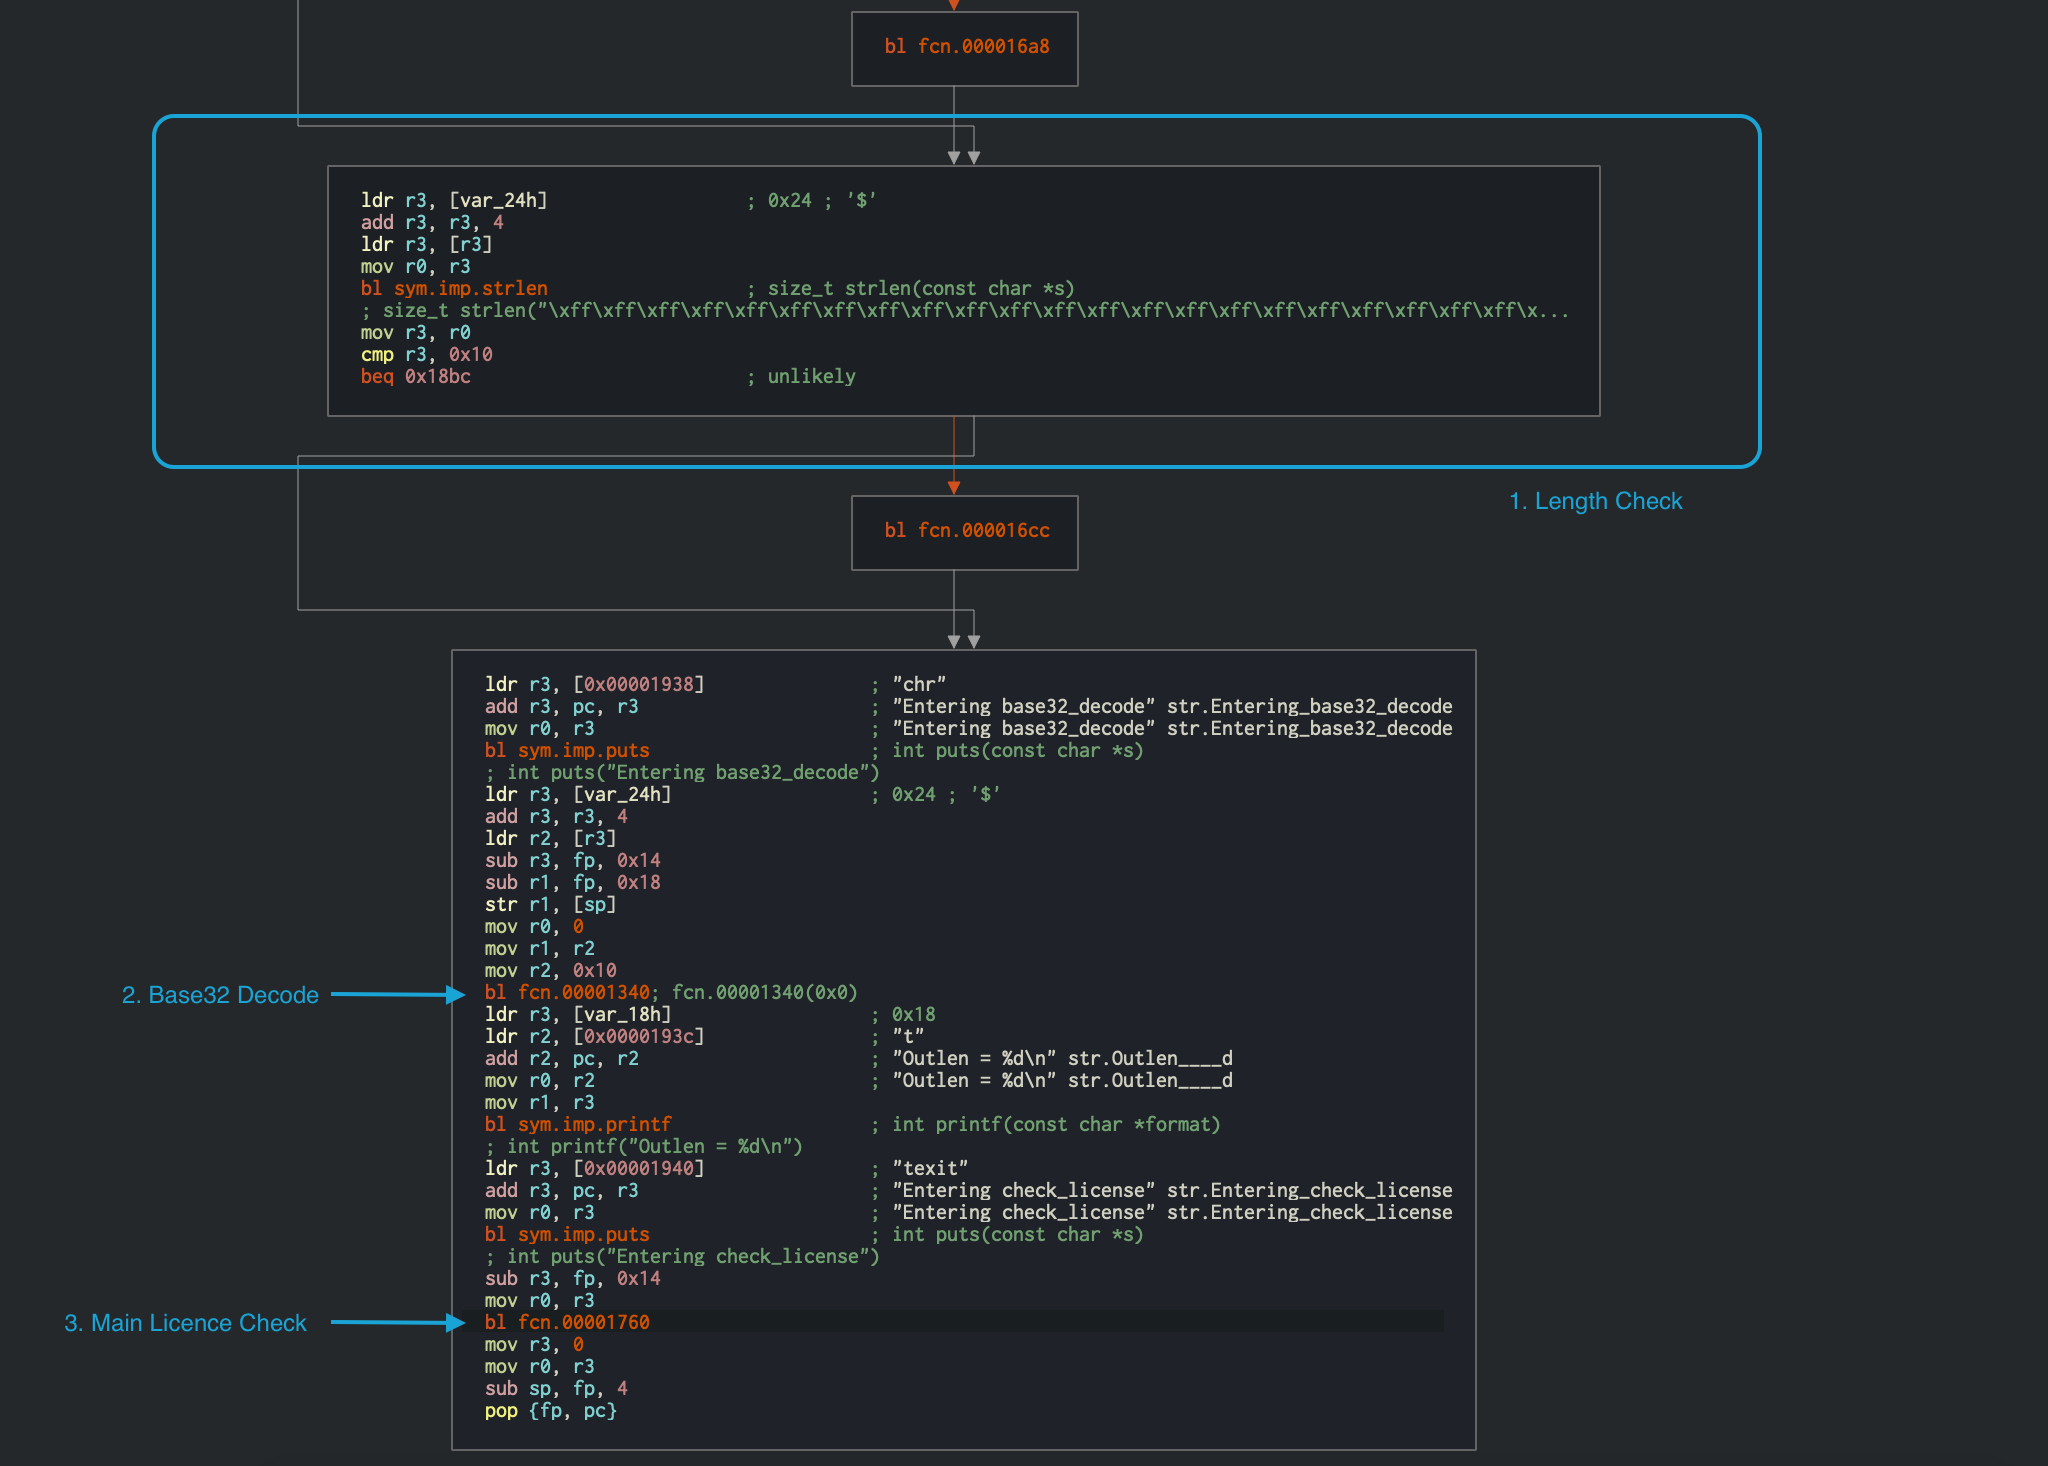 bl fcn.000016a8
ldr r3, [var_24h] ; 0x24 ; '$'
add r3, r3, 4
ldr r3, [r3]
mov r0, r3
bl sym.imp.strlen ; size_t strlen(const char *s)
; size_t strlen("\xff\xff\xff\xff\xff\xff\xff\xff\xff\xff\xff\xff\xff\xff\xff\xff\xff\xff\xff\xff\xff\xff\x...
mov r3, r0
cmp r3, 0x10
beq 0x18bc ; unlikely
1. Length Check
bl fcn.000016cc
ldr r3, [0x00001938] ; "chr"
add r3, pc, r3 ; "Entering base32_decode" str.Entering_base32_decode
mov r0, r3 ; "Entering base32_decode" str.Entering_base32_decode
bl sym.imp.puts ; int puts(const char *s)
; int puts("Entering base32_decode")
ldr r3, [var_24h] ; 0x24 ; '$'
add r3, r3, 4
ldr r2, [r3]
sub r3, fp, 0x14
sub r1, fp, 0x18
str r1, [sp]
mov r0, 0
mov r1, r2
mov r2, 0x10
2. Base32 Decode
bl fcn.00001340; fcn.00001340(0x0)
ldr r3, [var_18h] ; 0x18
ldr r2, [0x0000193c] ; "t"
add r2, pc, r2 ; "Outlen = %d\n" str.Outlen____d
mov r0, r2 ; "Outlen = %d\n" str.Outlen____d
mov r1, r3
bl sym.imp.printf ; int printf(const char *format)
; int printf("Outlen = %d\n")
ldr r3, [0x00001940] ; "texit"
add r3, pc, r3 ; "Entering check_license" str.Entering_check_license
mov r0, r3 ; "Entering check_license" str.Entering_check_license
bl sym.imp.puts ; int puts(const char *s)
; int puts("Entering check_license")
sub r3, fp, 0x14
mov r0, r3
3. Main Licence Check
bl fcn.00001760
mov r3, 0
mov r0, r3
sub sp, fp, 4
pop {fp, pc}